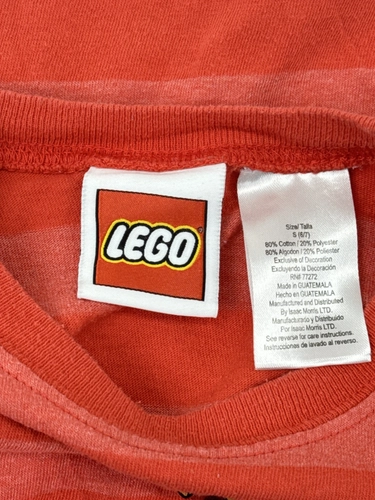 LEGO
Size/ Talla
S (6/7)
80% Cotton / 20% Polyester
80% Algodon / 20% Poliester
Exclusive of Decoration
Excluyendo la Decoración
RN# 77272
Made in GUATEMALA
Hecho en GUATEMALA
Manufactured and Distributed
By Isaac Morris LTD.
Manufacturado y Distribuido
Por Isaac Morris LTD.
See reverse for care instructions.
Instrucciones de lavado al reverso.